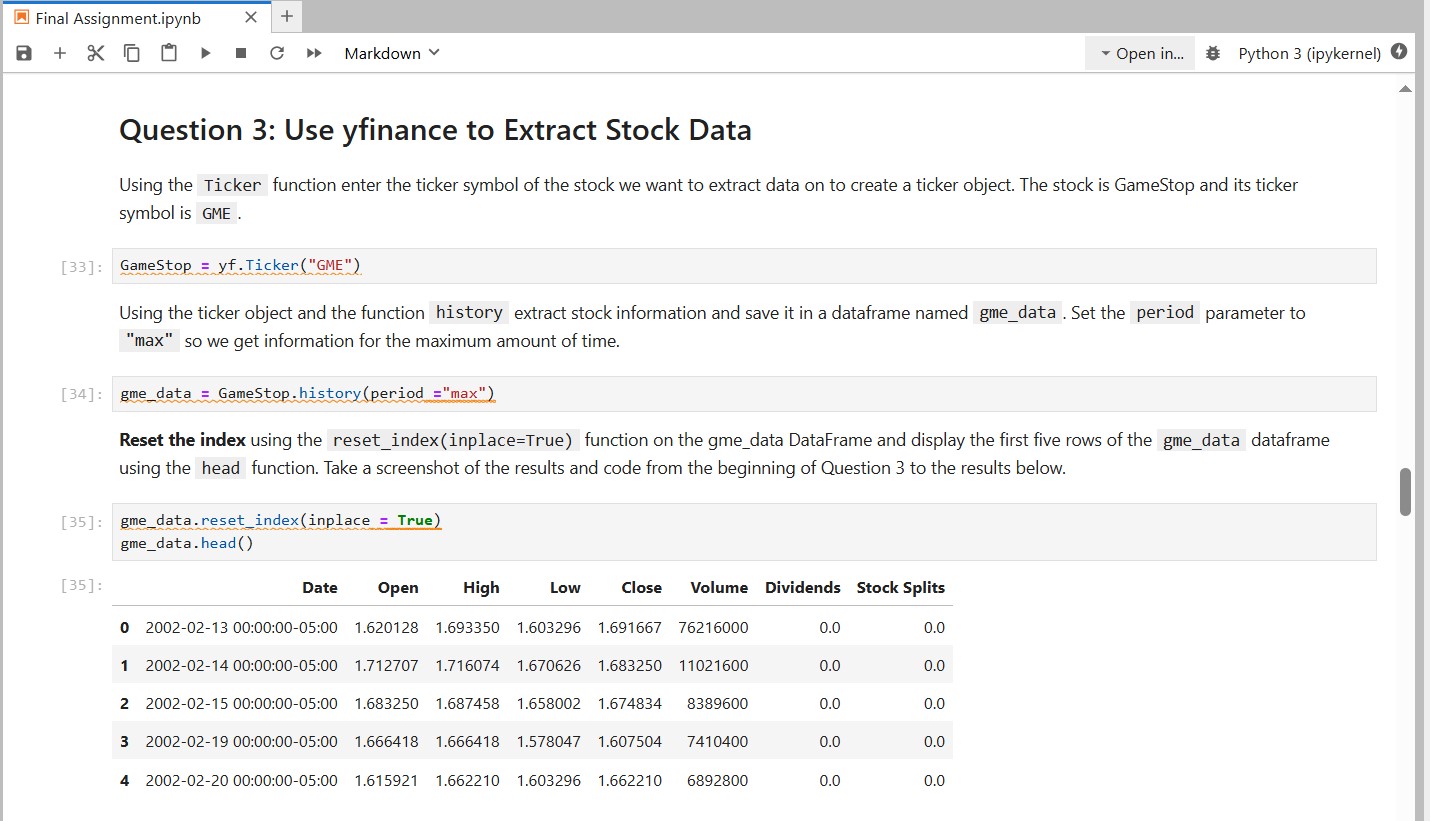 Final Assignment.ipynb
Markdown
Open in...
Python 3 (ipykernel)
Question 3: Use yfinance to Extract Stock Data
Using the Ticker function enter the ticker symbol of the stock we want to extract data on to create a ticker object. The stock is GameStop and its ticker
symbol is GME .
[33]: GameStop = yf.Ticker("GME")
Using the ticker object and the function history extract stock information and save it in a dataframe named gme_data . Set the period parameter to
"max" so we get information for the maximum amount of time.
[34]: gme_data = GameStop.history(period ="max")
Reset the index using the reset_index(inplace=True) function on the gme_data DataFrame and display the first five rows of the gme_data dataframe
using the head function. Take a screenshot of the results and code from the beginning of Question 3 to the results below.
[35]: gme_data.reset_index(inplace = True)
gme_data.head()
[35]: Date Open High Low Close Volume Dividends Stock Splits
0 2002-02-13 00:00:00-05:00 1.620128 1.693350 1.603296 1.691667 76216000 0.0 0.0
1 2002-02-14 00:00:00-05:00 1.712707 1.716074 1.670626 1.683250 11021600 0.0 0.0
2 2002-02-15 00:00:00-05:00 1.683250 1.687458 1.658002 1.674834 8389600 0.0 0.0
3 2002-02-19 00:00:00-05:00 1.666418 1.666418 1.578047 1.607504 7410400 0.0 0.0
4 2002-02-20 00:00:00-05:00 1.615921 1.662210 1.603296 1.662210 6892800 0.0 0.0